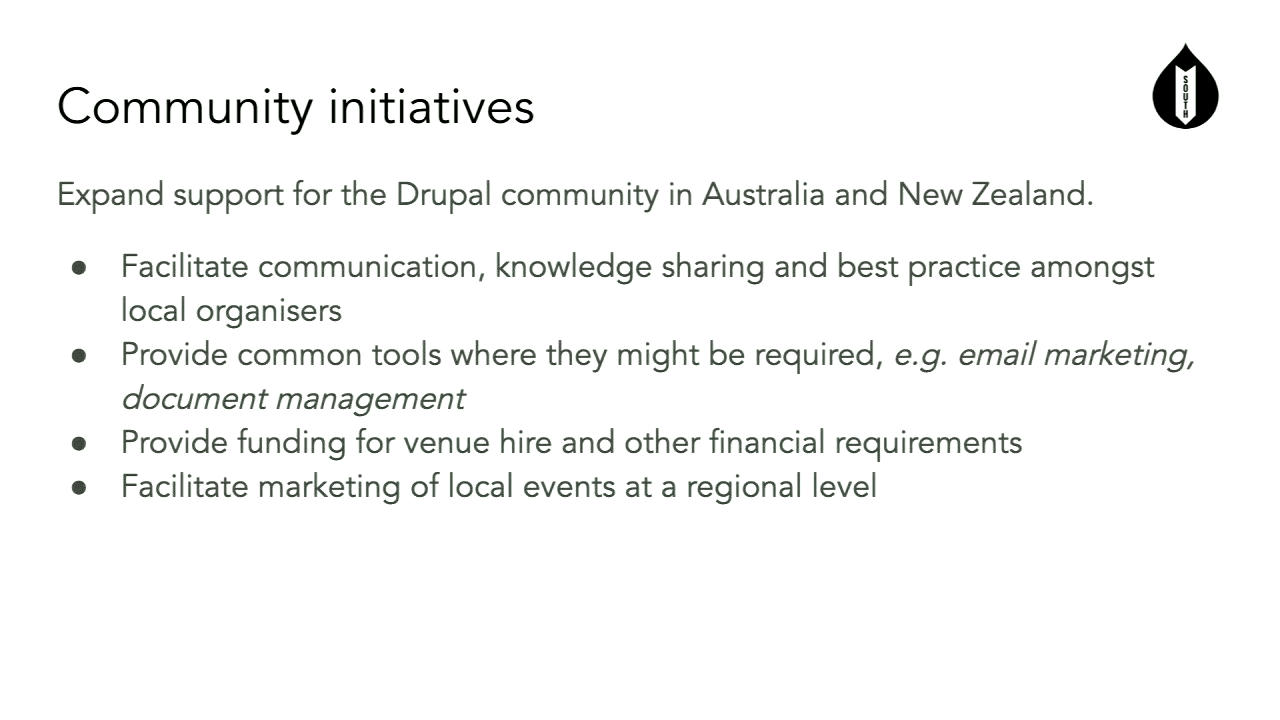 Community initiatives
SOUTH
Expand support for the Drupal community in Australia and New Zealand.
● Facilitate communication, knowledge sharing and best practice amongst
local organisers
● Provide common tools where they might be required, e.g. email marketing,
document management
● Provide funding for venue hire and other financial requirements
● Facilitate marketing of local events at a regional level